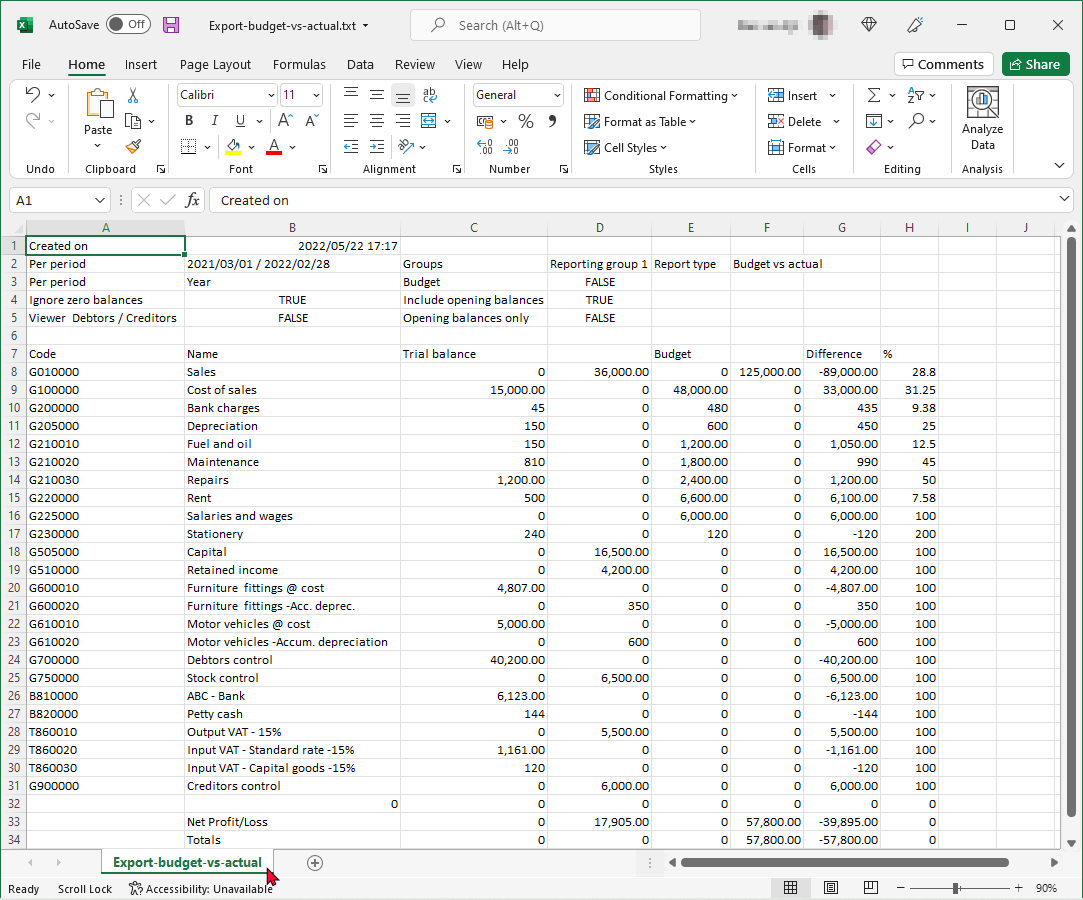 AutoSave Off Export-budget-vs-actual.txt Search (Alt+Q)
File Home Insert Page Layout Formulas Data Review View Help Comments Share
Calibri 11 ab c General Conditional Formatting Insert
Paste B I U A A % Format as Table Delete Analyze Data
A .00 .00 Cell Styles Format
Undo Clipboard Font Alignment Number Styles Cells Editing Analysis
A1 fx Created on
A B C D E F G H I J
1 Created on 2022/05/22 17:17
2 Per period 2021/03/01 / 2022/02/28 Groups Reporting group 1 Report type Budget vs actual
3 Per period Year Budget FALSE
4 Ignore zero balances TRUE Include opening balances TRUE
5 Viewer Debtors / Creditors FALSE Opening balances only FALSE
6
7 Code Name Trial balance Budget Difference %
8 G010000 Sales 0 36,000.00 0 125,000.00 -89,000.00 28.8
9 G100000 Cost of sales 15,000.00 0 48,000.00 0 33,000.00 31.25
10 G200000 Bank charges 45 0 480 0 435 9.38
11 G205000 Depreciation 150 0 600 0 450 25
12 G210010 Fuel and oil 150 0 1,200.00 0 1,050.00 12.5
13 G210020 Maintenance 810 0 1,800.00 0 990 45
14 G210030 Repairs 1,200.00 0 2,400.00 0 1,200.00 50
15 G220000 Rent 500 0 6,600.00 0 6,100.00 7.58
16 G225000 Salaries and wages 0 0 6,000.00 0 6,000.00 100
17 G230000 Stationery 240 0 120 0 -120 200
18 G505000 Capital 0 16,500.00 0 0 16,500.00 100
19 G510000 Retained income 0 4,200.00 0 0 4,200.00 100
20 G600010 Furniture fittings @ cost 4,807.00 0 0 0 -4,807.00 100
21 G600020 Furniture fittings -Acc. deprec. 0 350 0 0 350 100
22 G610010 Motor vehicles @ cost 5,000.00 0 0 0 -5,000.00 100
23 G610020 Motor vehicles -Accum. depreciation 0 600 0 0 600 100
24 G700000 Debtors control 40,200.00 0 0 0 -40,200.00 100
25 G750000 Stock control 0 6,500.00 0 0 6,500.00 100
26 B810000 ABC - Bank 6,123.00 0 0 0 -6,123.00 100
27 B820000 Petty cash 144 0 0 0 -144 100
28 T860010 Output VAT - 15% 0 5,500.00 0 0 5,500.00 100
29 T860020 Input VAT - Standard rate -15% 1,161.00 0 0 0 -1,161.00 100
30 T860030 Input VAT - Capital goods -15% 120 0 0 0 -120 100
31 G900000 Creditors control 0 6,000.00 0 0 6,000.00 100
32 0 0 0 0 0 0 0
33 Net Profit/Loss 0 17,905.00 0 57,800.00 -39,895.00 0
34 Totals 0 0 0 57,800.00 -57,800.00 0
Export-budget-vs-actual
Ready Scroll Lock Accessibility: Unavailable 90%